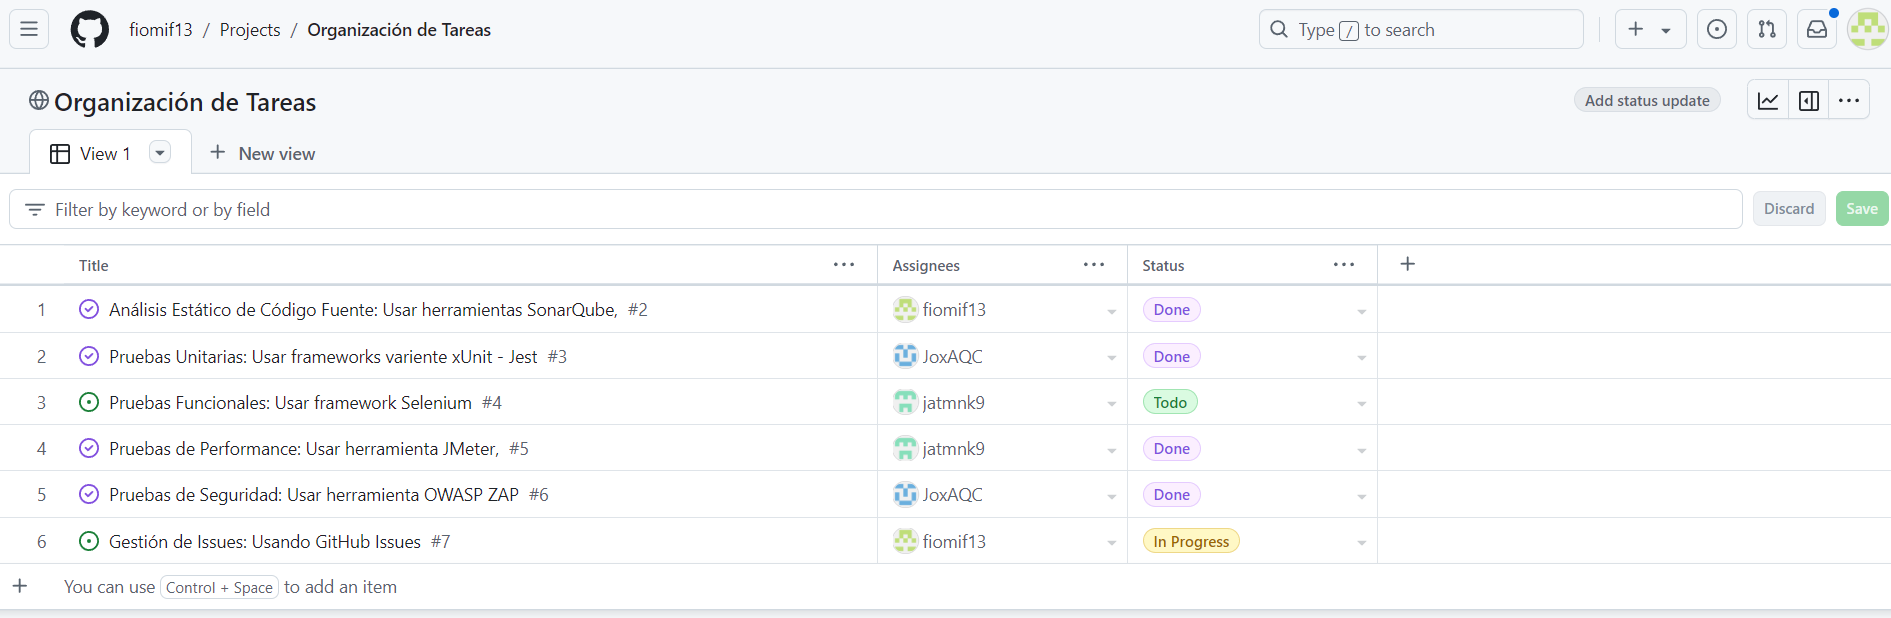 fiomif13 / Projects / Organización de Tareas
Type / to search
Organización de Tareas
Add status update
View 1
New view
Filter by keyword or by field
Discard
Save
Title
Assignees
Status
1 Análisis Estático de Código Fuente: Usar herramientas SonarQube, #2 fiomif13 Done
2 Pruebas Unitarias: Usar frameworks variente xUnit - Jest #3 JoxAQC Done
3 Pruebas Funcionales: Usar framework Selenium #4 jatmnk9 Todo
4 Pruebas de Performance: Usar herramienta JMeter, #5 jatmnk9 Done
5 Pruebas de Seguridad: Usar herramienta OWASP ZAP #6 JoxAQC Done
6 Gestión de Issues: Usando GitHub Issues #7 fiomif13 In Progress
You can use Control + Space to add an item